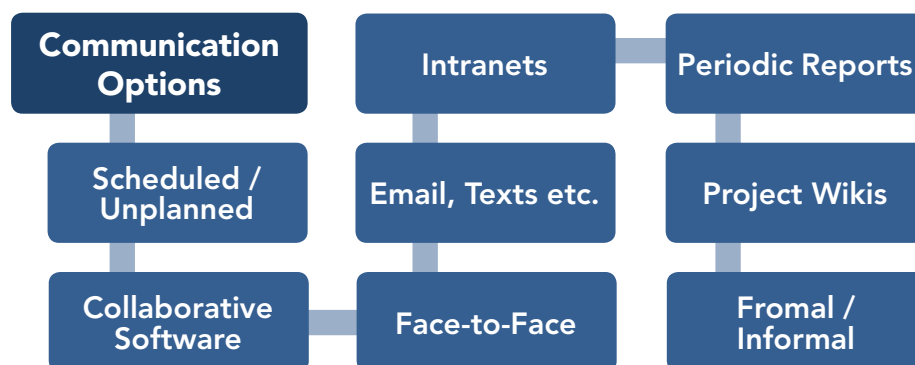 Communication
Options
Scheduled /
Unplanned
Collaborative
Software
Face-to-Face
Email, Texts etc.
Intranets
Periodic Reports
Project Wikis
Fromal /
Informal